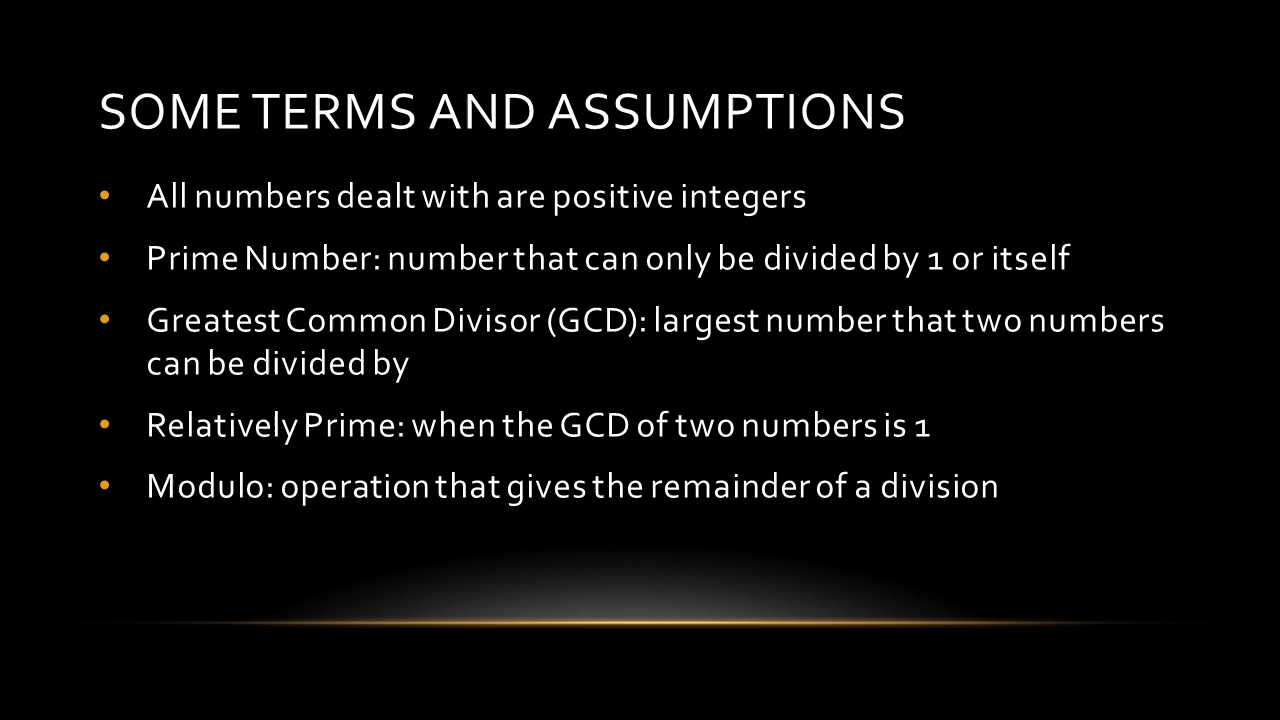 SOME TERMS AND ASSUMPTIONS
• All numbers dealt with are positive integers
• Prime Number: number that can only be divided by 1 or itself
• Greatest Common Divisor (GCD): largest number that two numbers
can be divided by
• Relatively Prime: when the GCD of two numbers is 1
• Modulo: operation that gives the remainder of a division